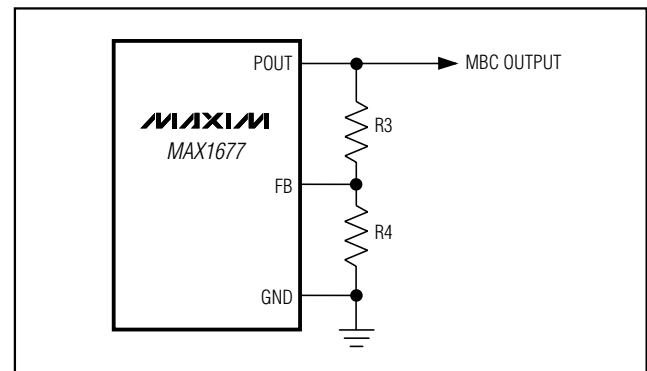 POUT
MBC OUTPUT
MAXIM
MAX1677
R3
FB
R4
GND